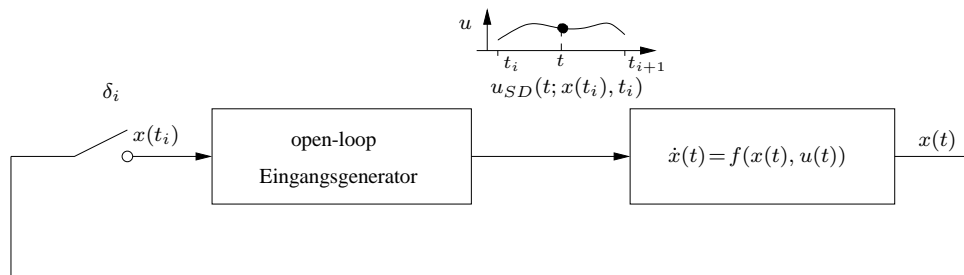 u
t_i t t_{i+1}
u_{SD}(t; x(t_i), t_i)
δ_i
x(t_i)
open-loop
Eingangsgenerator
ẋ(t) = f(x(t), u(t))
x(t)